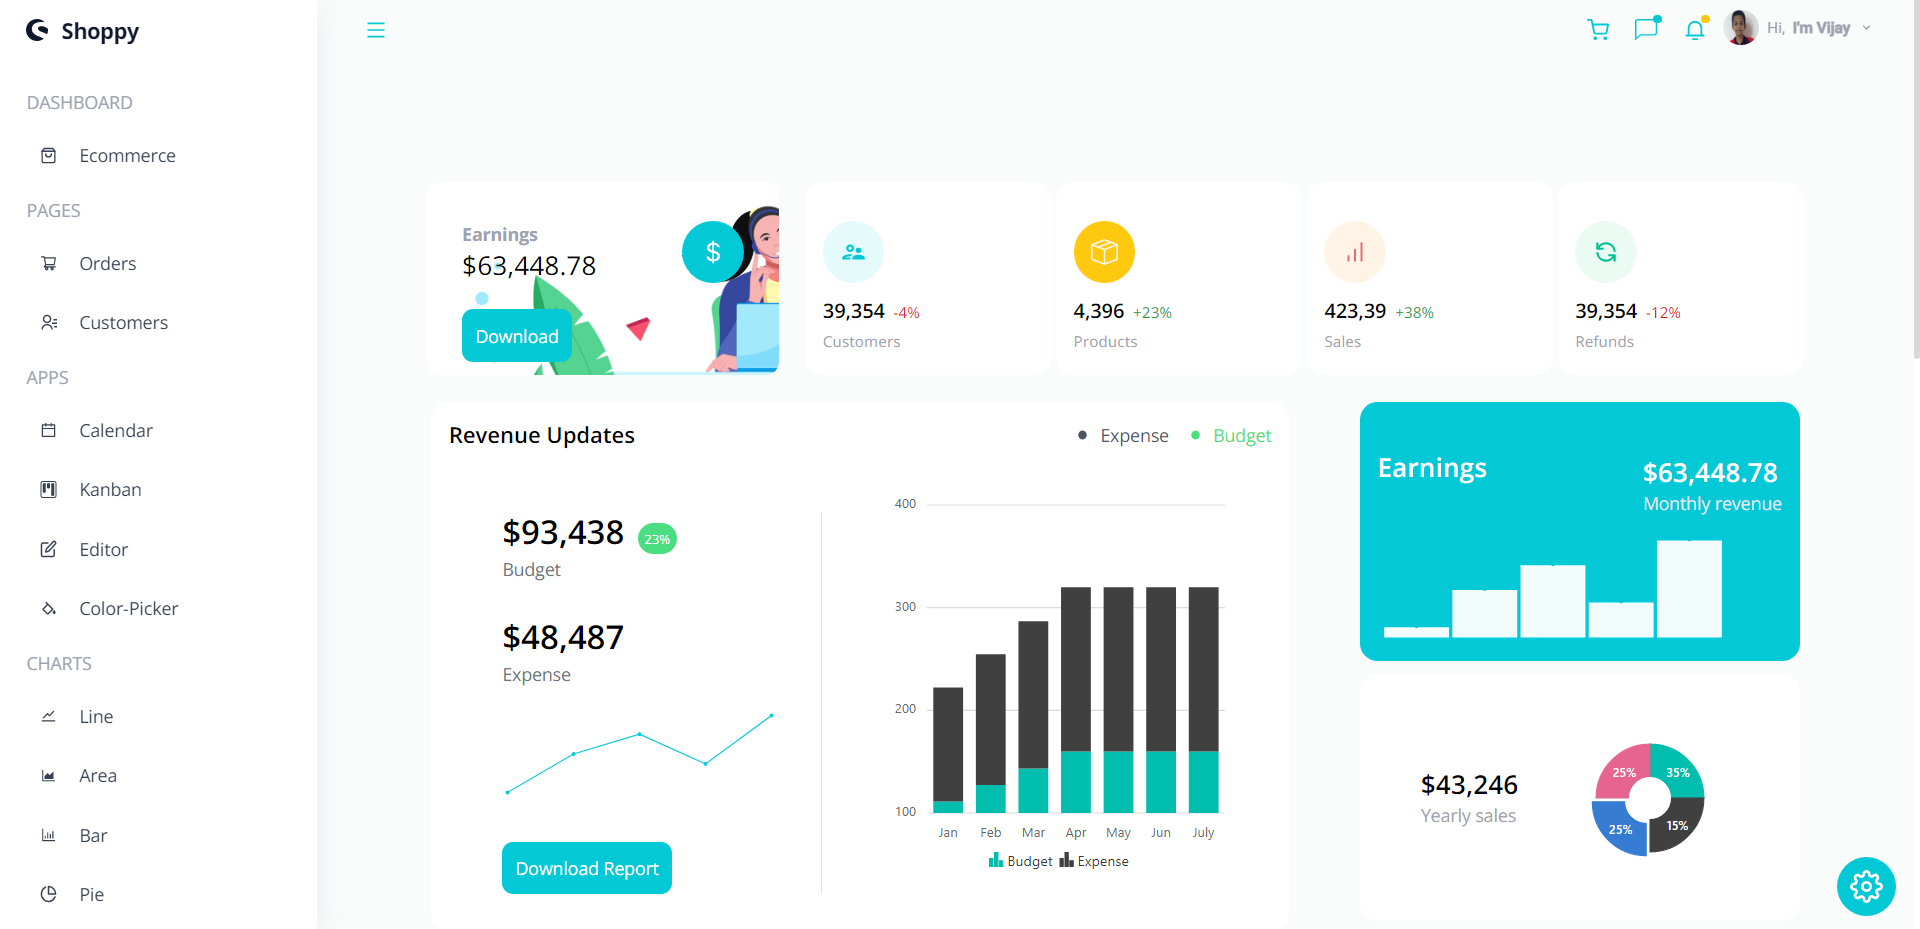 Shoppy
Hi, I'm Vijay
DASHBOARD
Ecommerce
PAGES
Orders
Customers
APPS
Calendar
Kanban
Editor
Color-Picker
CHARTS
Line
Area
Bar
Pie
Earnings
$63,448.78
$
Download
39,354 -4%
Customers
4,396 +23%
Products
423,39 +38%
Sales
39,354 -12%
Refunds
Revenue Updates
Expense
Budget
$93,438 23%
Budget
$48,487
Expense
Download Report
400
300
200
100
Jan Feb Mar Apr May Jun July
Budget Expense
Earnings
$63,448.78
Monthly revenue
$43,246
Yearly sales
25% 35%
25% 15%